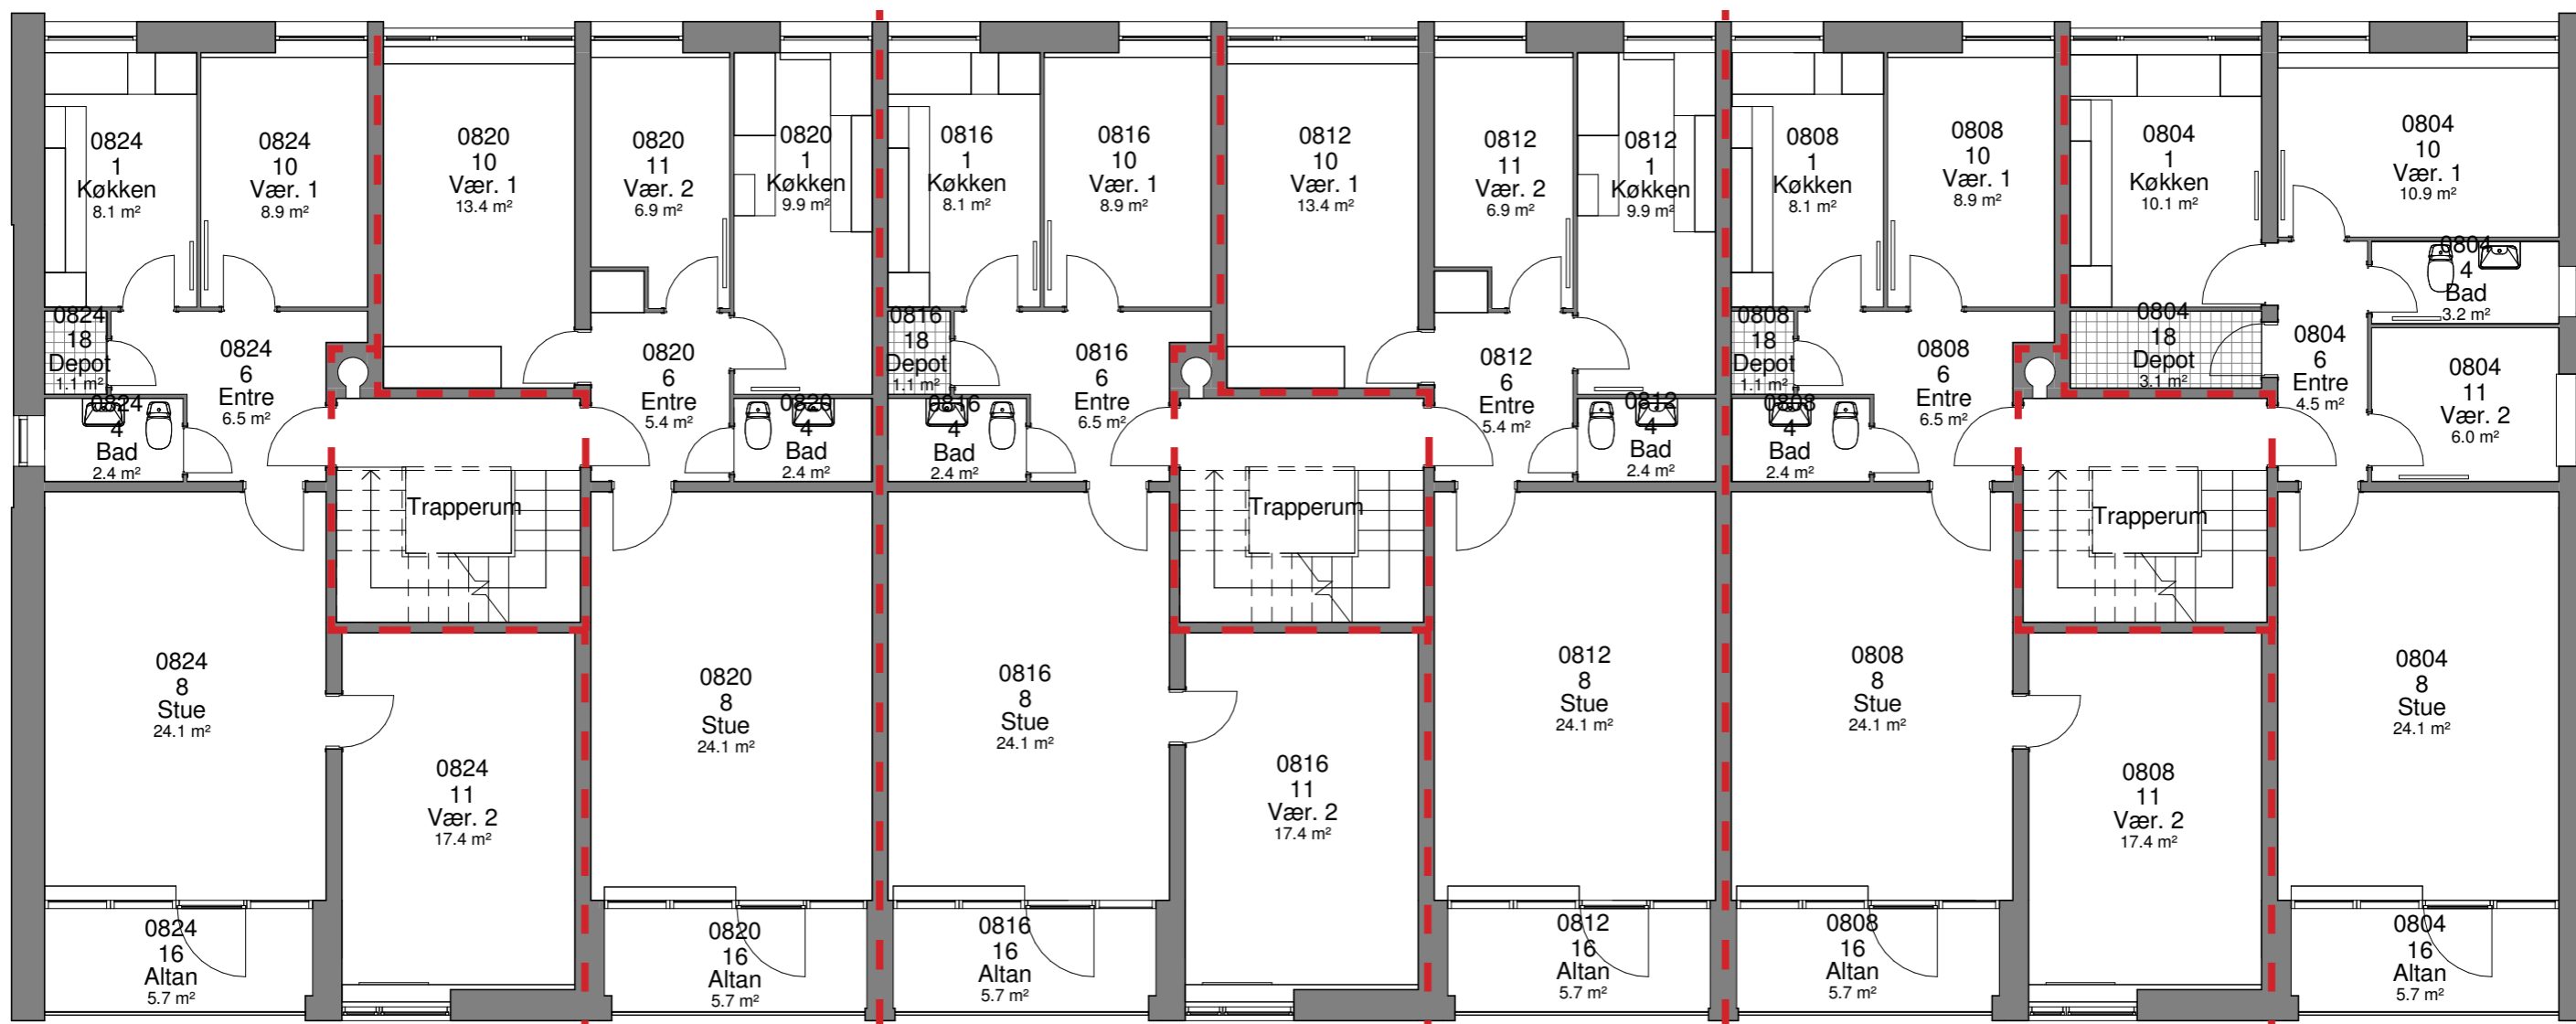 0824
1
Køkken
8.1 m²
0824
10
Vær. 1
8.9 m²
0820
10
Vær. 1
13.4 m²
0820
11
Vær. 2
6.9 m²
0820
1
Køkken
9.9 m²
0816
1
Køkken
8.1 m²
0816
10
Vær. 1
8.9 m²
0812
10
Vær. 1
13.4 m²
0812
11
Vær. 2
6.9 m²
0812
1
Køkken
9.9 m²
0808
1
Køkken
8.1 m²
0808
10
Vær. 1
8.9 m²
0804
1
Køkken
10.1 m²
0804
10
Vær. 1
10.9 m²
0804
4
Bad
3.2 m²
0824
18
Depot
1.1 m²
0824
6
Entre
6.5 m²
0820
6
Entre
5.4 m²
0816
18
Depot
1.1 m²
0816
6
Entre
6.5 m²
0812
6
Entre
5.4 m²
0808
18
Depot
1.1 m²
0808
6
Entre
6.5 m²
0804
18
Depot
3.1 m²
0804
6
Entre
4.5 m²
0804
11
Vær. 2
6.0 m²
0824
4
Bad
2.4 m²
0820
4
Bad
2.4 m²
0816
4
Bad
2.4 m²
0812
4
Bad
2.4 m²
0808
4
Bad
2.4 m²
Trapperum
Trapperum
Trapperum
0824
8
Stue
24.1 m²
0824
11
Vær. 2
17.4 m²
0820
8
Stue
24.1 m²
0816
8
Stue
24.1 m²
0816
11
Vær. 2
17.4 m²
0812
8
Stue
24.1 m²
0808
8
Stue
24.1 m²
0808
11
Vær. 2
17.4 m²
0804
8
Stue
24.1 m²
0824
16
Altan
5.7 m²
0820
16
Altan
5.7 m²
0816
16
Altan
5.7 m²
0812
16
Altan
5.7 m²
0808
16
Altan
5.7 m²
0804
16
Altan
5.7 m²